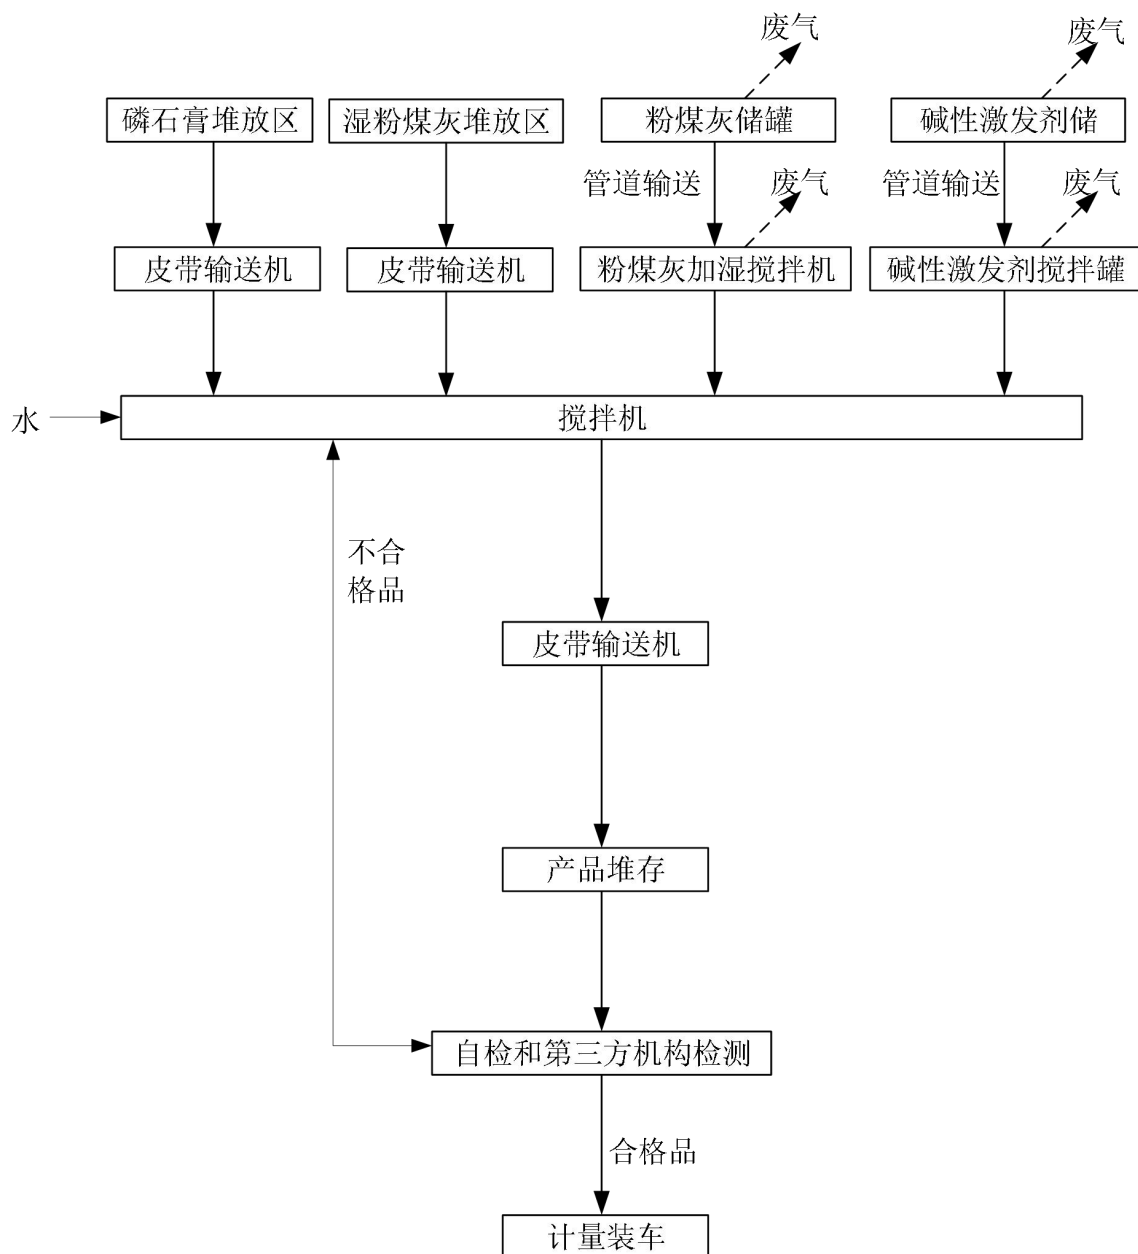 废气
废气
磷石膏堆放区
湿粉煤灰堆放区
粉煤灰储罐
碱性激发剂储
管道输送
废气
管道输送
废气
皮带输送机
皮带输送机
粉煤灰加湿搅拌机
碱性激发剂搅拌罐
水
搅拌机
不合
格品
皮带输送机
产品堆存
自检和第三方机构检测
合格品
计量装车